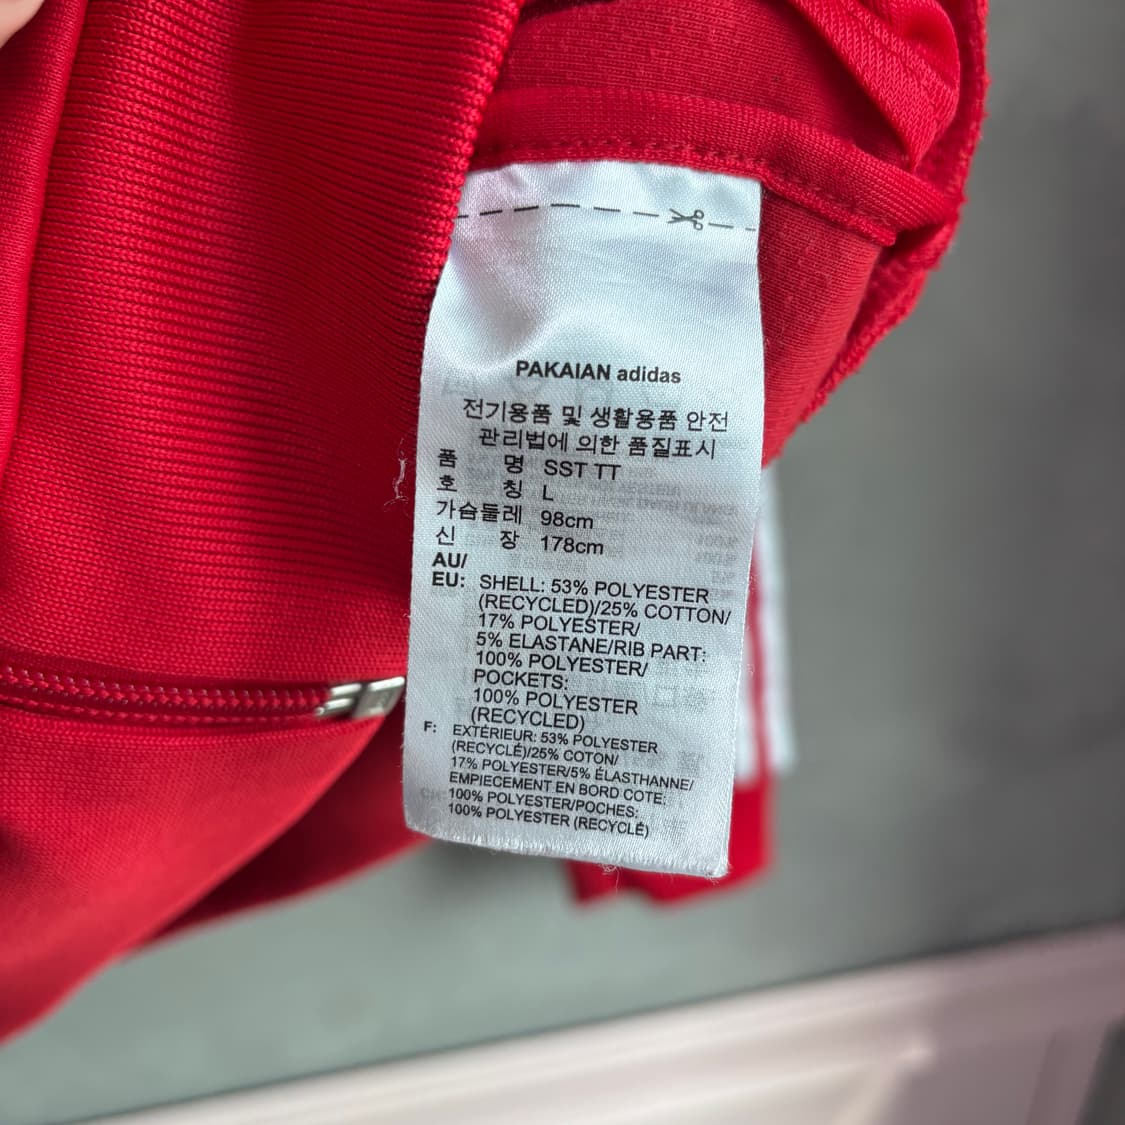 PAKAIAN adidas
전기용품 및 생활용품 안전
관리법에 의한 품질표시
품 명 SST TT
호 칭 L
가슴둘레 98cm
신 장 178cm
AU/
EU: SHELL: 53% POLYESTER
(RECYCLED)/25% COTTON/
17% POLYESTER/
5% ELASTANE/RIB PART:
100% POLYESTER/
POCKETS:
100% POLYESTER
(RECYCLED)
F: EXTÉRIEUR: 53% POLYESTER
(RECYCLÉ)/25% COTON/
17% POLYESTER/5% ÉLASTHANNE/
EMPIECEMENT EN BORD COTE:
100% POLYESTER/POCHES:
100% POLYESTER (RECYCLÉ)